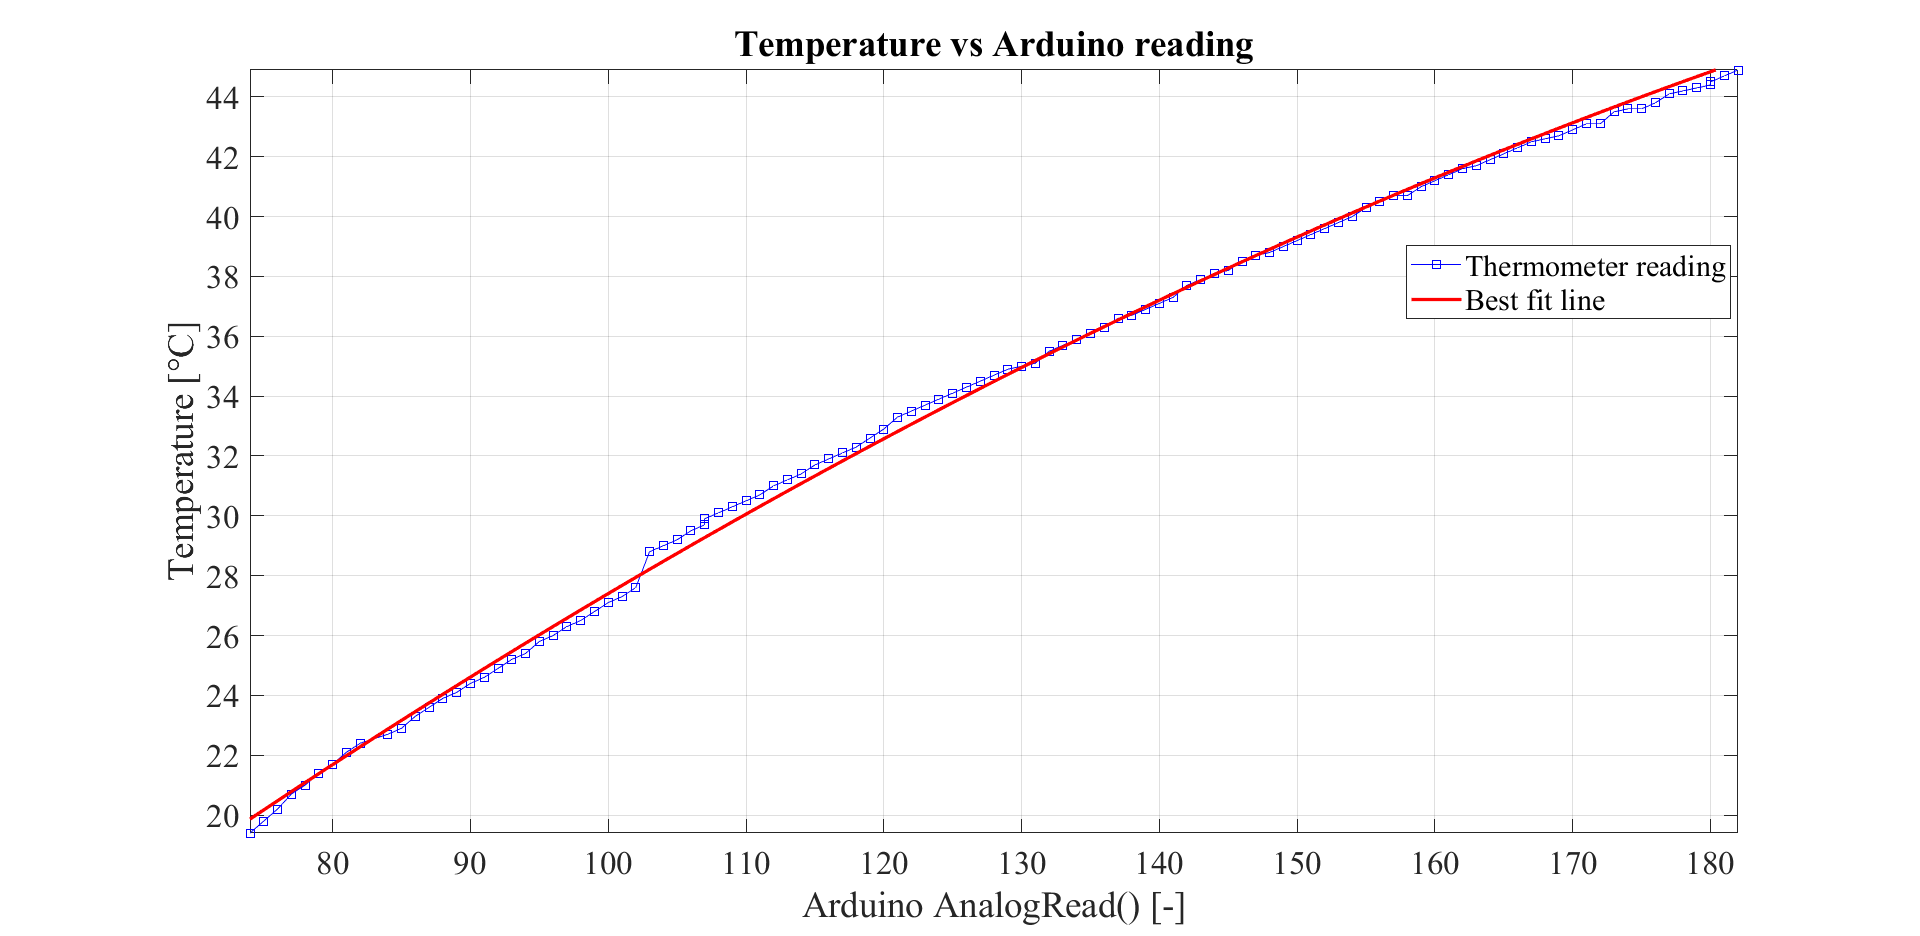 Temperature vs Arduino reading
44
42
40
38
36
34
32
30
28
26
24
22
20
Temperature [°C]
Thermometer reading
Best fit line
80 90 100 110 120 130 140 150 160 170 180
Arduino AnalogRead() [-]